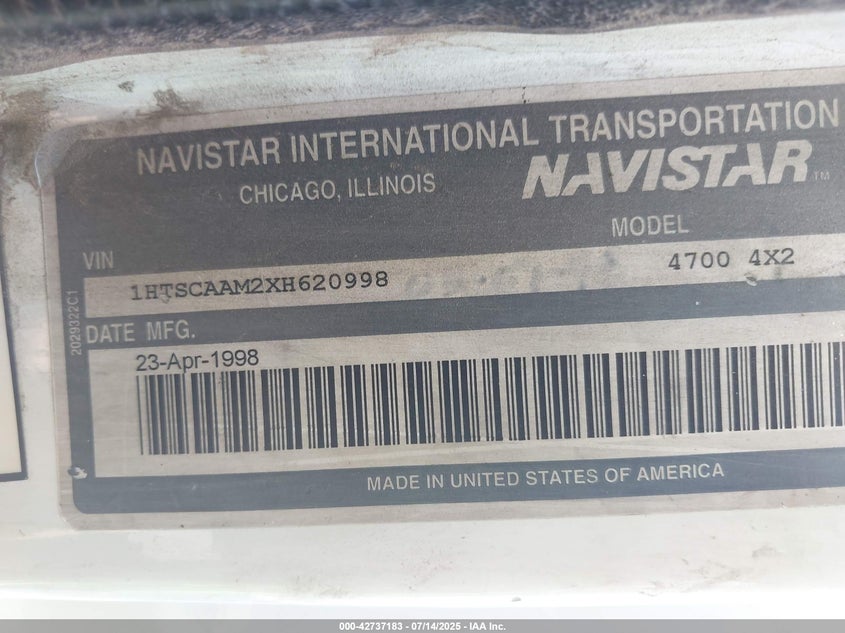 NAVISTAR INTERNATIONAL TRANSPORTATION
CHICAGO, ILLINOIS
NAVISTAR™
MODEL
VIN
1HTSCAAM2XH620998
4700 4X2
2029322C1
DATE MFG.
23-Apr-1998
MADE IN UNITED STATES OF AMERICA
000-42737183 - 07/14/2025 - IAA Inc.